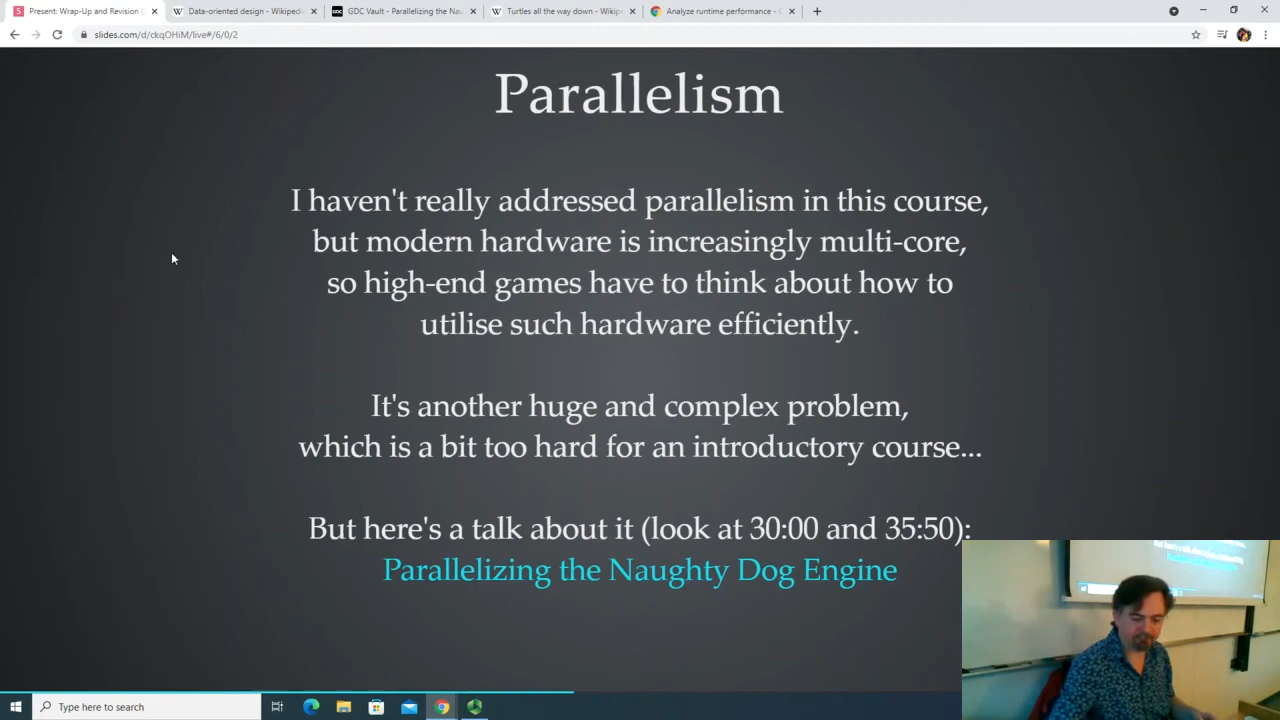 Present: Wrap-Up and Revision
Data-oriented design - Wikipedi
GDC
GDC Vault - Parallelizing the Nau
Turtles all the way down - Wikipe
Analyze runtime performance - C
slides.com/d/ckqOHiM/live#/6/0/2
Parallelism
I haven't really addressed parallelism in this course,
but modern hardware is increasingly multi-core,
so high-end games have to think about how to
utilise such hardware efficiently.
It's another huge and complex problem,
which is a bit too hard for an introductory course...
But here's a talk about it (look at 30:00 and 35:50):
Parallelizing the Naughty Dog Engine
Type here to search